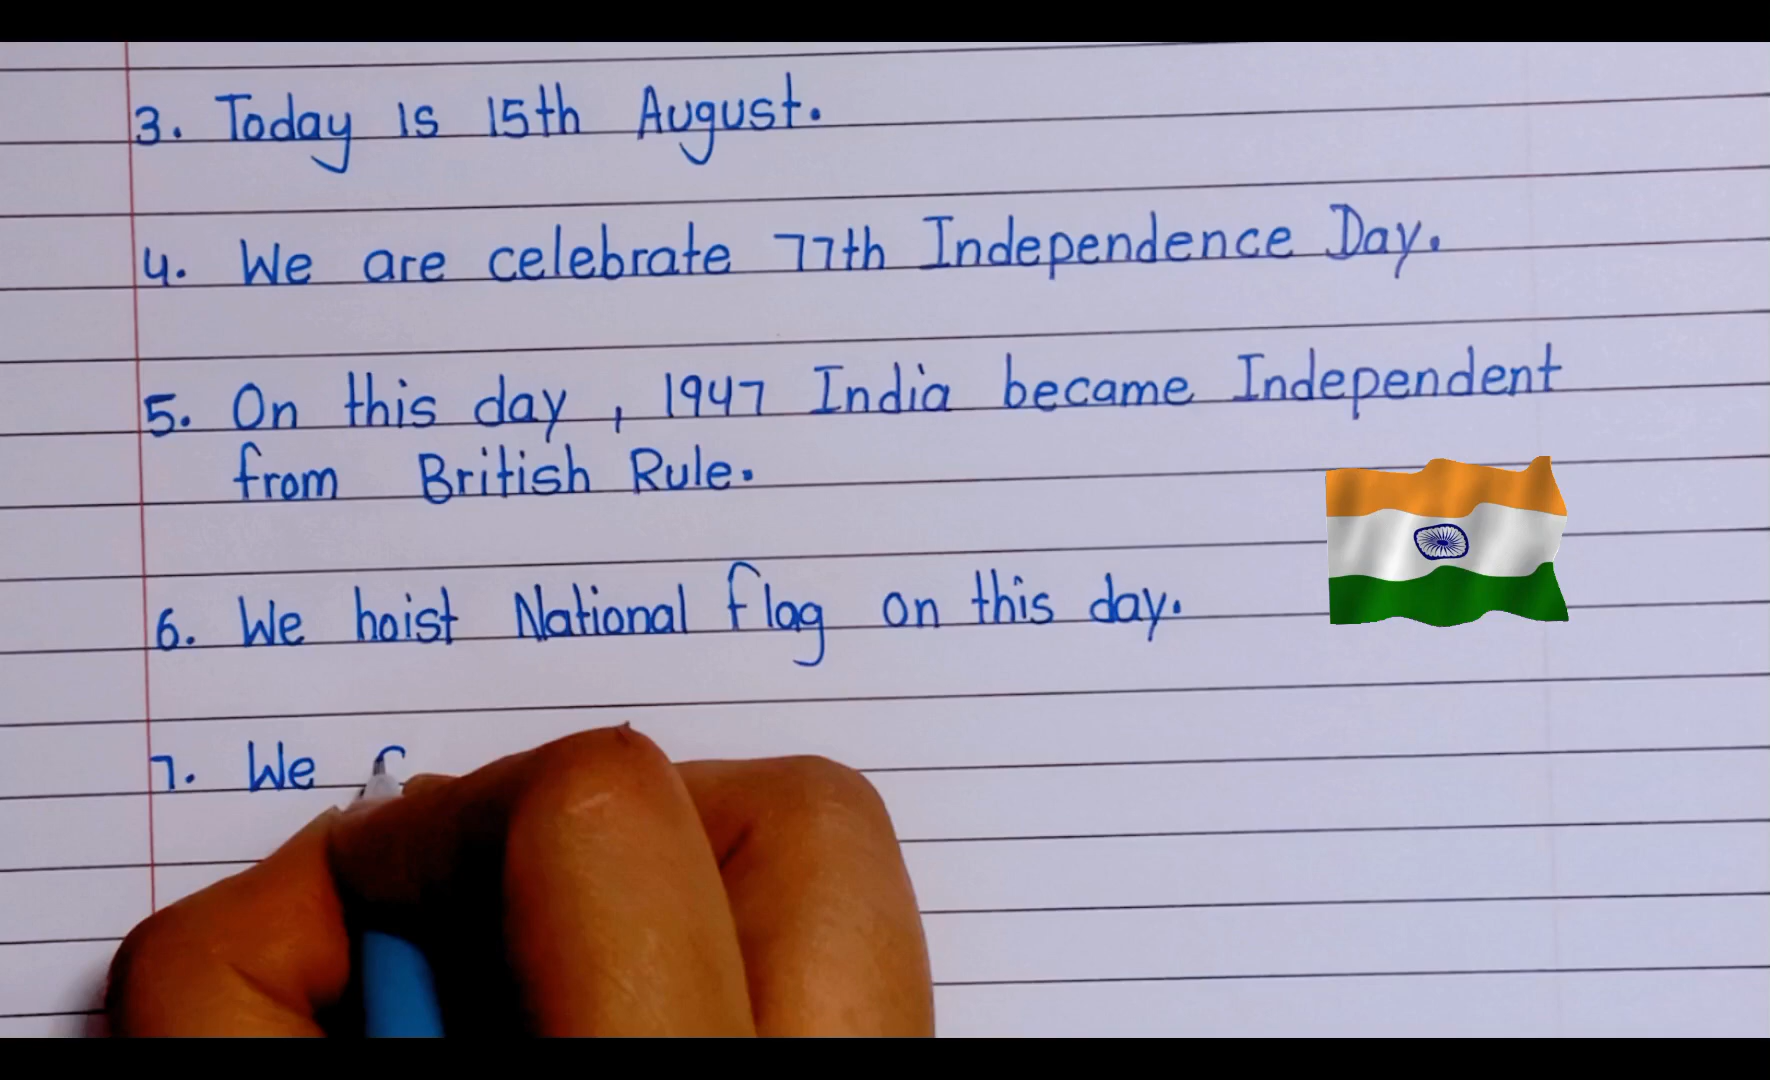 3. Today is 15th August.
4. We are celebrate 77th Independence Day.
5. On this day, 1947 India became Independent
from British Rule.
6. We hoist National flag on this day.
7. We